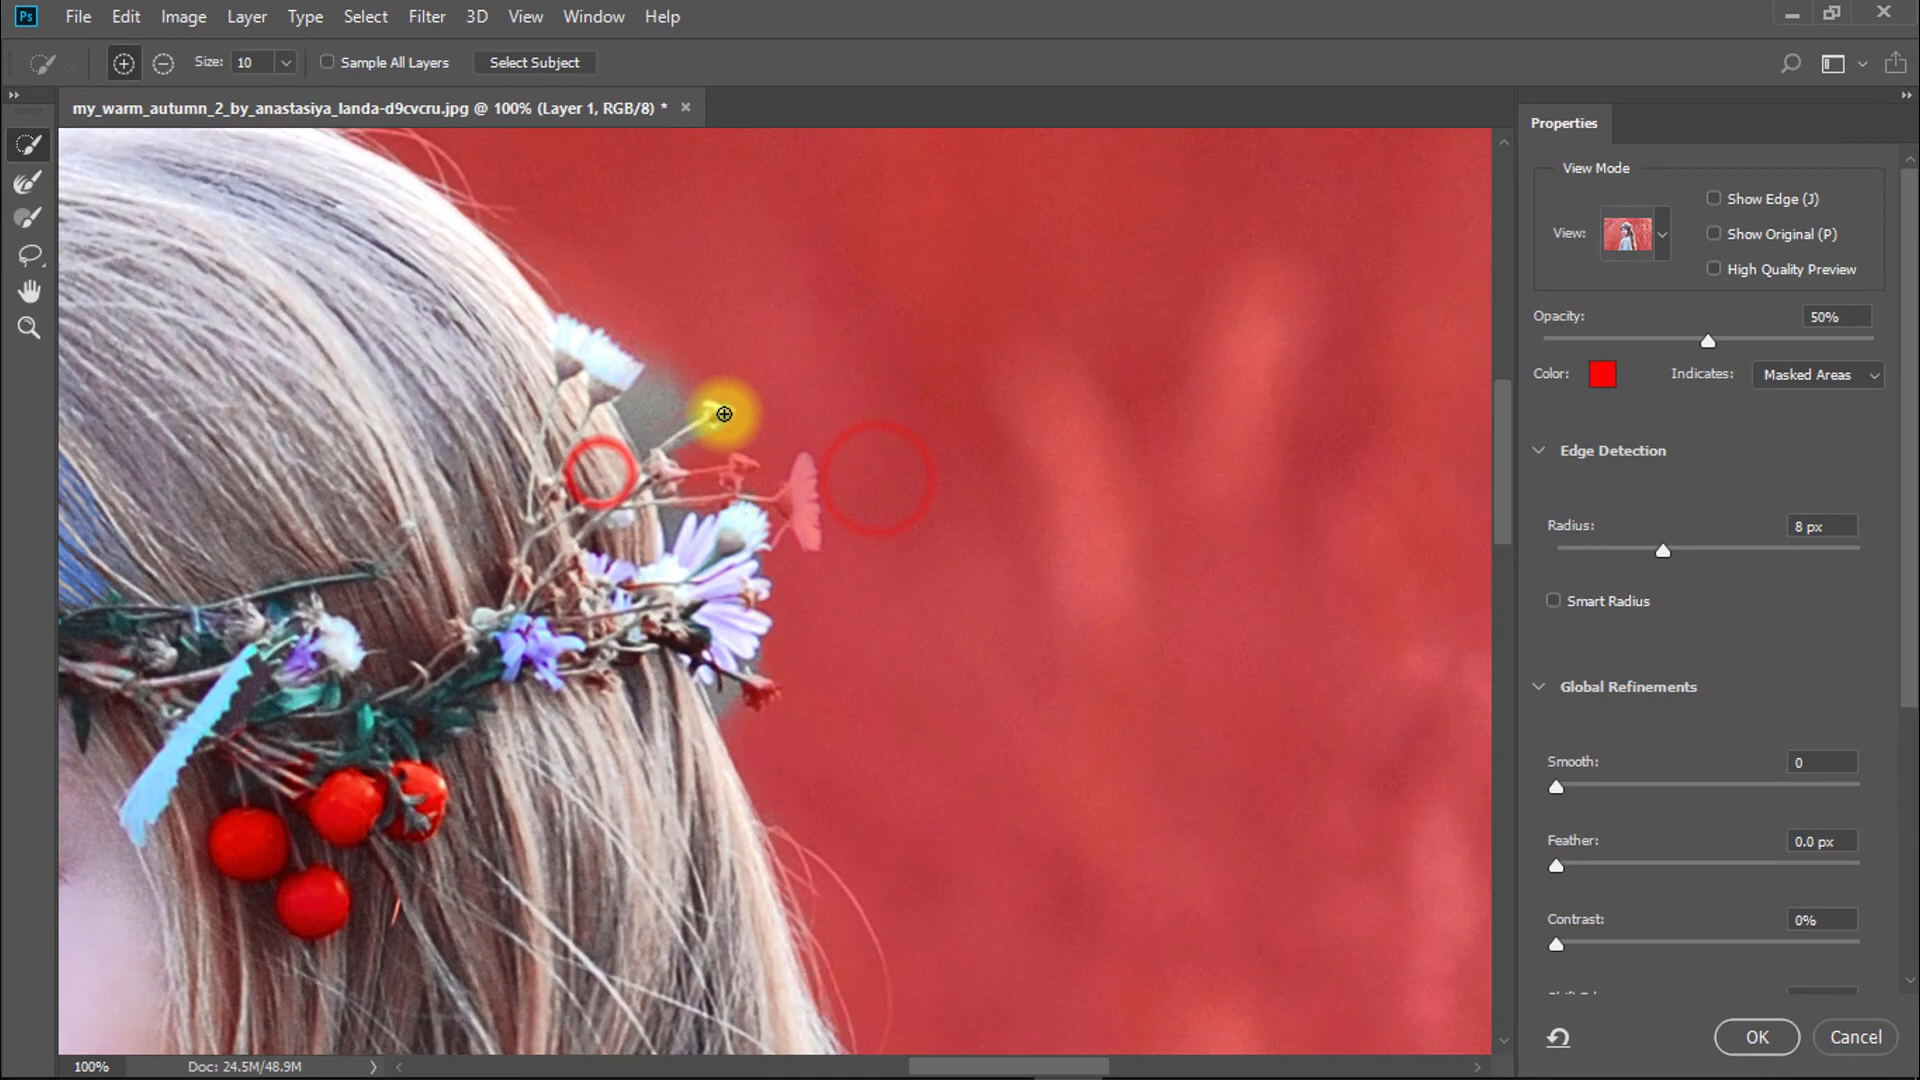 Ps File Edit Image Layer Type Select Filter 3D View Window Help
Size: 10 Sample All Layers Select Subject
my_warm_autumn_2_by_anastasiya_landa-d9cvcru.jpg @ 100% (Layer 1, RGB/8) *
Properties
View Mode
Show Edge (J)
View:
Show Original (P)
High Quality Preview
Opacity: 50%
Color: Indicates: Masked Areas
Edge Detection
Radius: 8 px
Smart Radius
Global Refinements
Smooth: 0
Feather: 0.0 px
Contrast: 0%
OK Cancel
100% Doc: 24.5M/48.9M